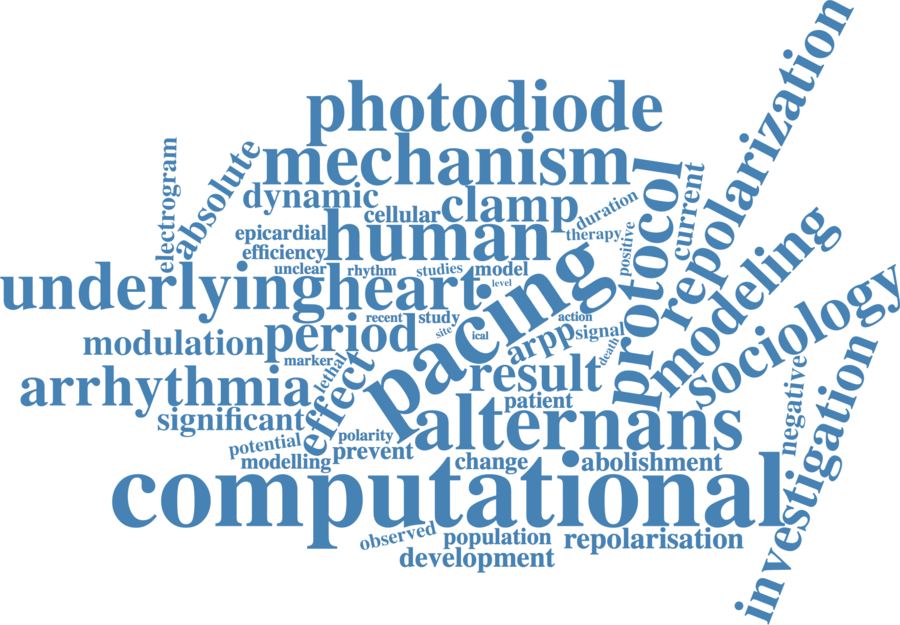 photodiode
mechanism
electrogram
absolute
dynamic
cellular
clamp
duration
therapy
positive
current
protocol
repolarization
epicardial
efficiency
human
unclear
rhythm
studies
model
level
underlying
heart
pacing
modeling
sociology
modulation
period
recent
study
site
ical
action
signal
arpp
death
marker
lethal
effect
result
arrhythmia
significant
patient
alternans
negative
investigation
potential
polarity
modelling
prevent
change
abolishment
computational
observed
population
repolarisation
development